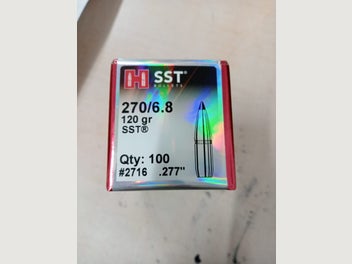 H SST®
BULLETS
270/6.8
120 gr
SST®
Qty: 100
#2716 .277"